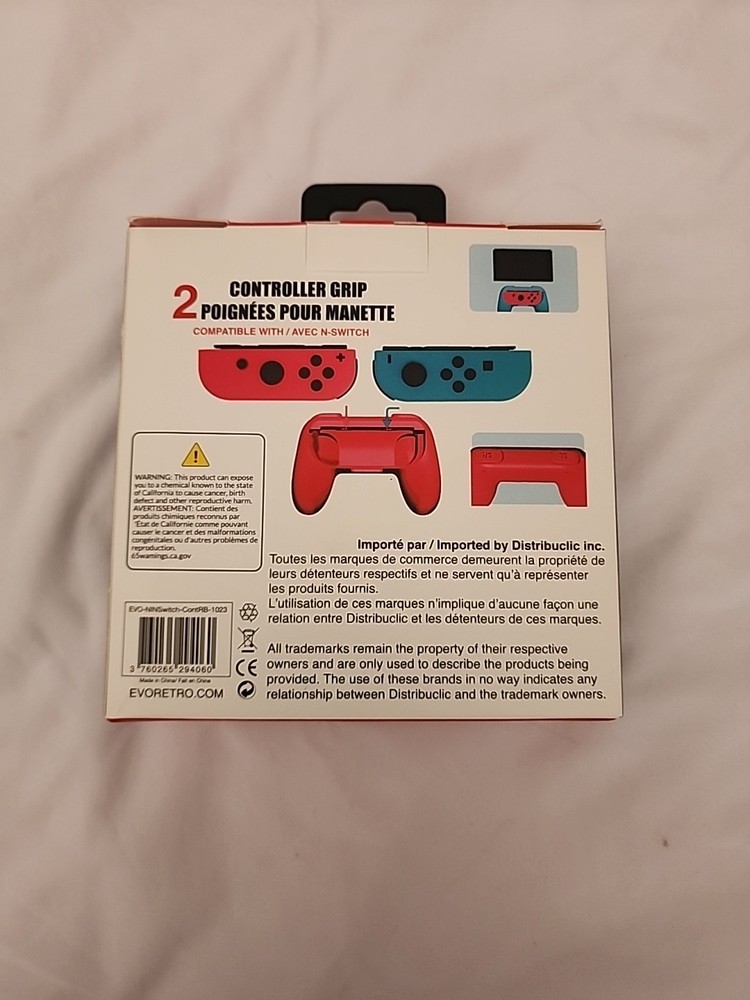 2
CONTROLLER GRIP
POIGNÉES POUR MANETTE
COMPATIBLE WITH / AVEC N-SWITCH
WARNING: This product can expose
you to a chemical known to the state
of California to cause cancer, birth
defect and other reproductive harm.
AVERTISSEMENT: Contient des
produits chimiques reconnus par
'État de Californie comme pouvant
causer le cancer et des malformations
congénitales ou d'autres problèmes de
reproduction.
65warnings.ca.gov
Importé par / Imported by Distribuclic inc.
Toutes les marques de commerce demeurent la propriété de
leurs détenteurs respectifs et ne servent qu'à représenter
les produits fournis.
L'utilisation de ces marques n'implique d'aucune façon une
relation entre Distribuclic et les détenteurs de ces marques.
All trademarks remain the property of their respective
owners and are only used to describe the products being
provided. The use of these brands in no way indicates any
relationship between Distribuclic and the trademark owners.
EVO-NINSwitch-ContRB-1023
3 760265 294060
Made in China/ Fait en Chine
EVORETRO.COM
CE